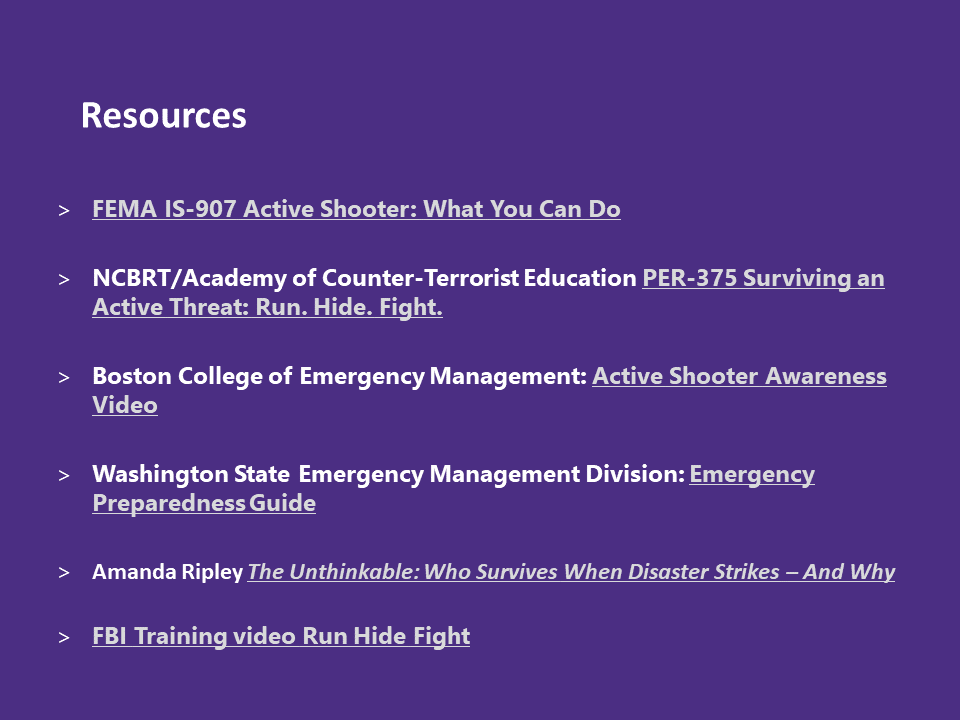 Resources
> FEMA IS-907 Active Shooter: What You Can Do
> NCBRT/Academy of Counter-Terrorist Education PER-375 Surviving an
Active Threat: Run. Hide. Fight.
> Boston College of Emergency Management: Active Shooter Awareness
Video
> Washington State Emergency Management Division: Emergency
Preparedness Guide
> Amanda Ripley The Unthinkable: Who Survives When Disaster Strikes – And Why
> FBI Training video Run Hide Fight